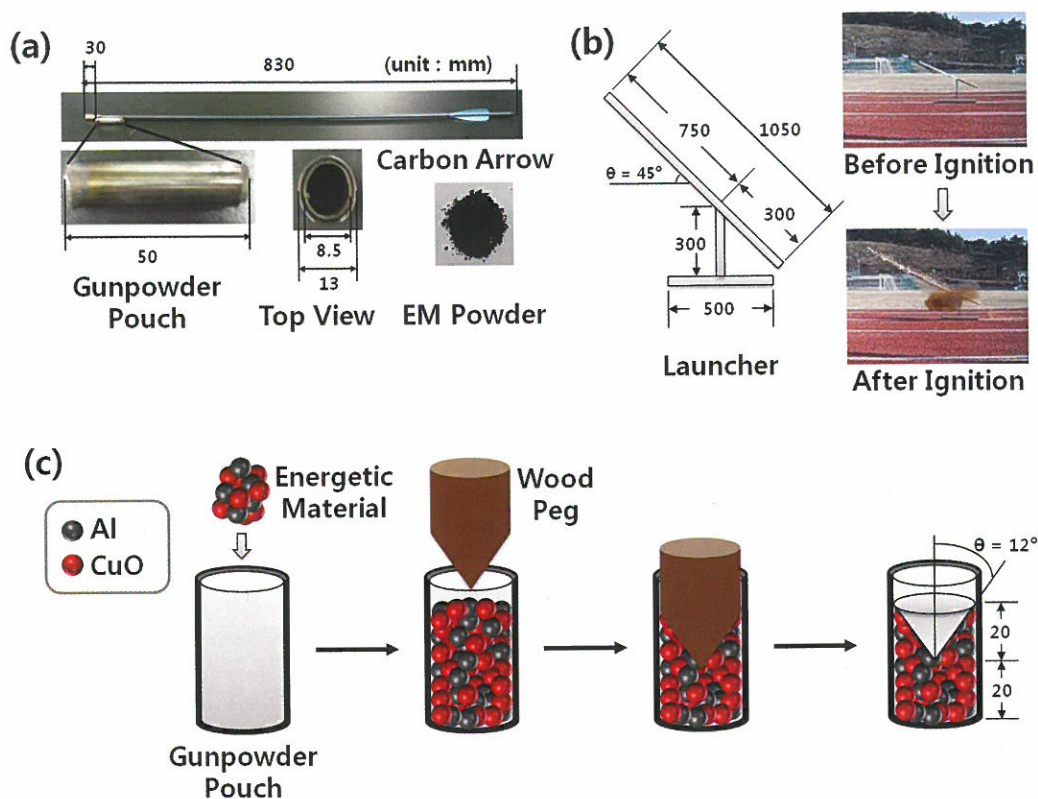 (a)
30
830
(unit : mm)
Carbon Arrow
50
Gunpowder
Pouch
8.5
13
Top View
EM Powder
(b)
750
1050
θ = 45°
300
300
500
Launcher
Before Ignition
After Ignition
(c)
Al
CuO
Energetic
Material
Gunpowder
Pouch
Wood
Peg
θ = 12°
20
20